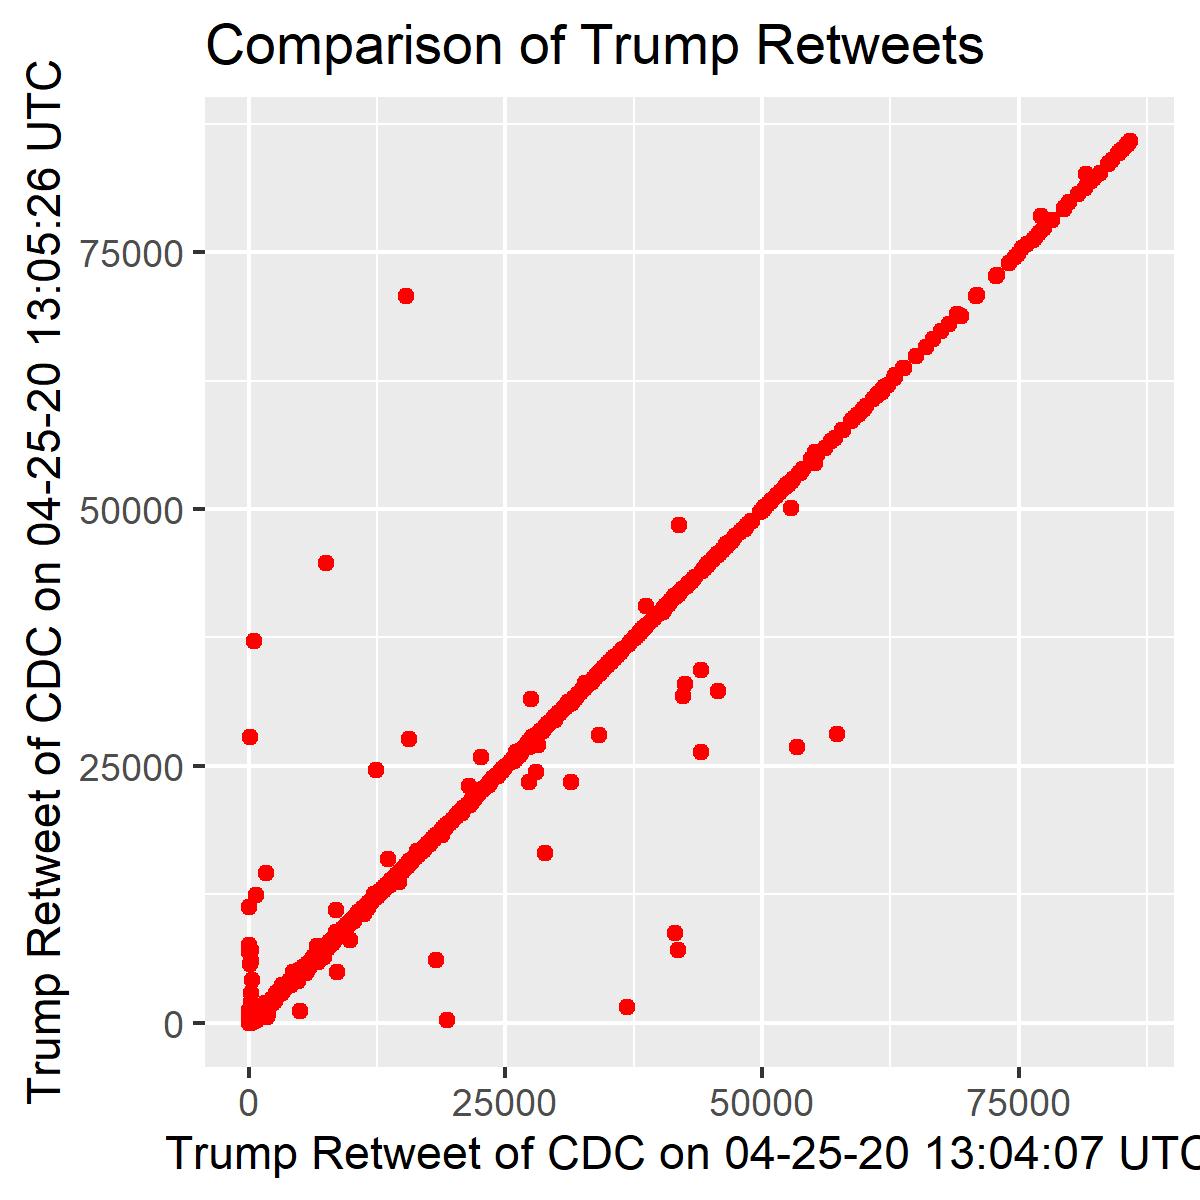 Comparison of Trump Retweets
Trump Retweet of CDC on 04-25-20 13:05:26 UTC
75000
50000
25000
0
0
25000
50000
75000
Trump Retweet of CDC on 04-25-20 13:04:07 UTC